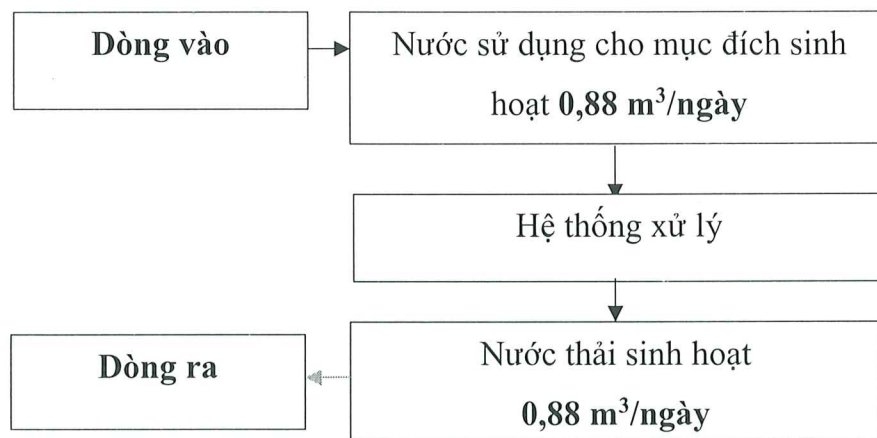 Dòng vào
Nước sử dụng cho mục đích sinh
hoạt 0,88 m³/ngày
Hệ thống xử lý
Dòng ra
Nước thải sinh hoạt
0,88 m³/ngày